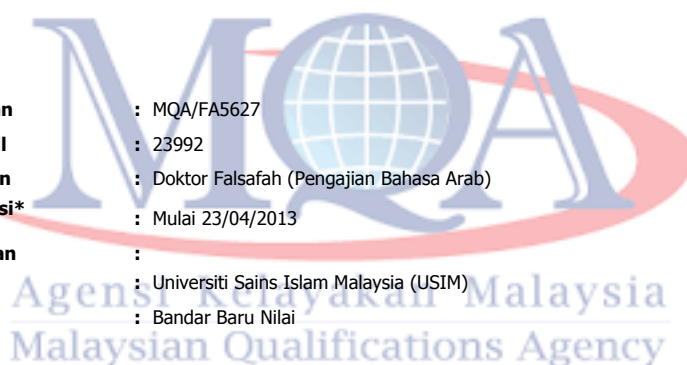 MQA
an : MQA/FA5627
l : 23992
n : Doktor Falsafah (Pengajian Bahasa Arab)
si* : Mulai 23/04/2013
an :
: Universiti Sains Islam Malaysia (USIM)
: Bandar Baru Nilai
Agensi Kelayakan Malaysia
Malaysian Qualifications Agency